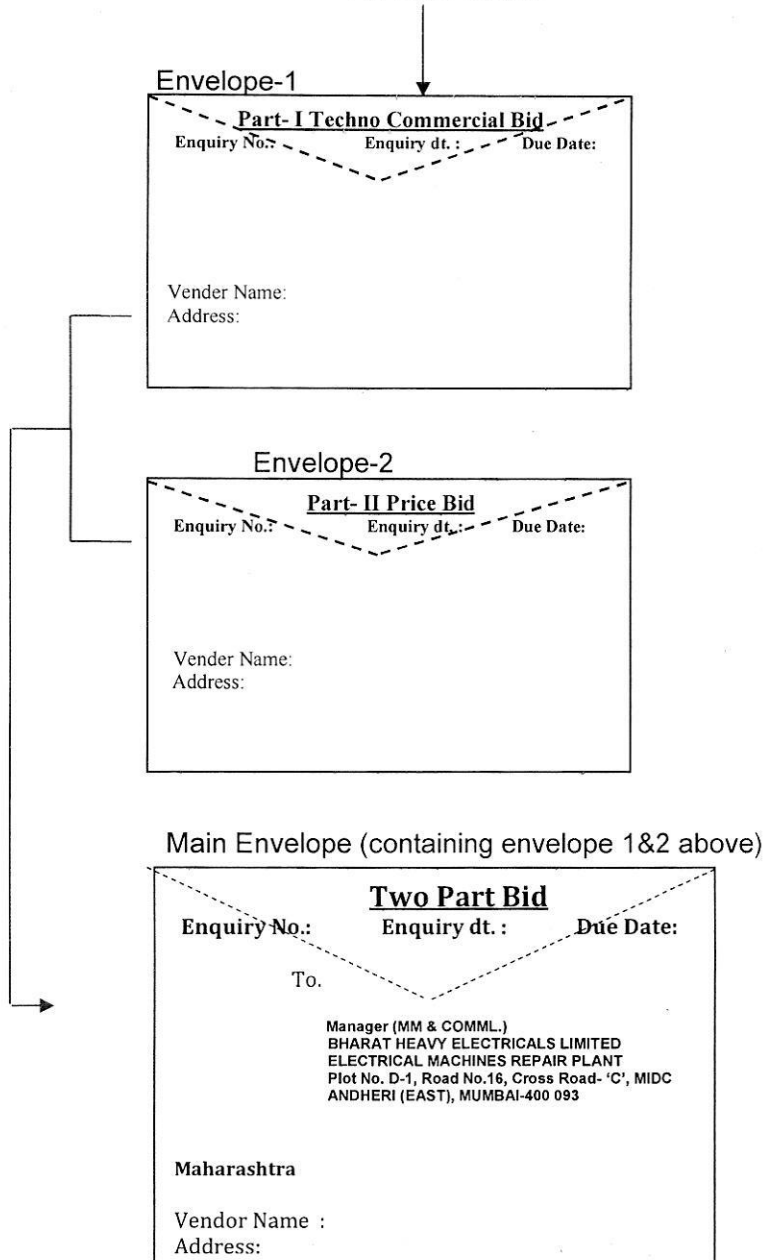 Envelope-1
Part- I Techno Commercial Bid
Enquiry No.: Enquiry dt. : Due Date:
Vender Name:
Address:
Envelope-2
Part- II Price Bid
Enquiry No.: Enquiry dt. : Due Date:
Vender Name:
Address:
Main Envelope (containing envelope 1&2 above)
Two Part Bid
Enquiry No.: Enquiry dt. : Due Date:
To.
Manager (MM & COMML.)
BHARAT HEAVY ELECTRICALS LIMITED
ELECTRICAL MACHINES REPAIR PLANT
Plot No. D-1, Road No.16, Cross Road- ‘C’, MIDC
ANDHERI (EAST), MUMBAI-400 093
Maharashtra
Vendor Name :
Address: